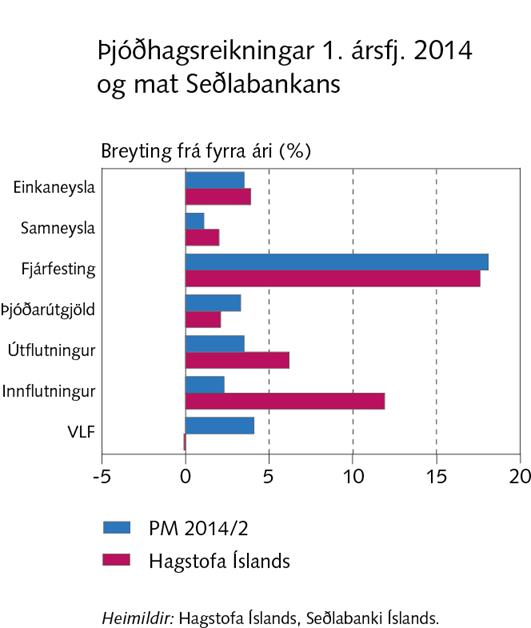 Þjóðhagsreikningar 1. ársfj. 2014
og mat Seðlabankans
Breyting frá fyrra ári (%)
Einkaneysla
Samneysla
Fjárfesting
Þjóðarútgjöld
Útflutningur
Innflutningur
VLF
-5 0 5 10 15 20
PM 2014/2
Hagstofa Íslands
Heimildir: Hagstofa Íslands, Seðlabanki Íslands.